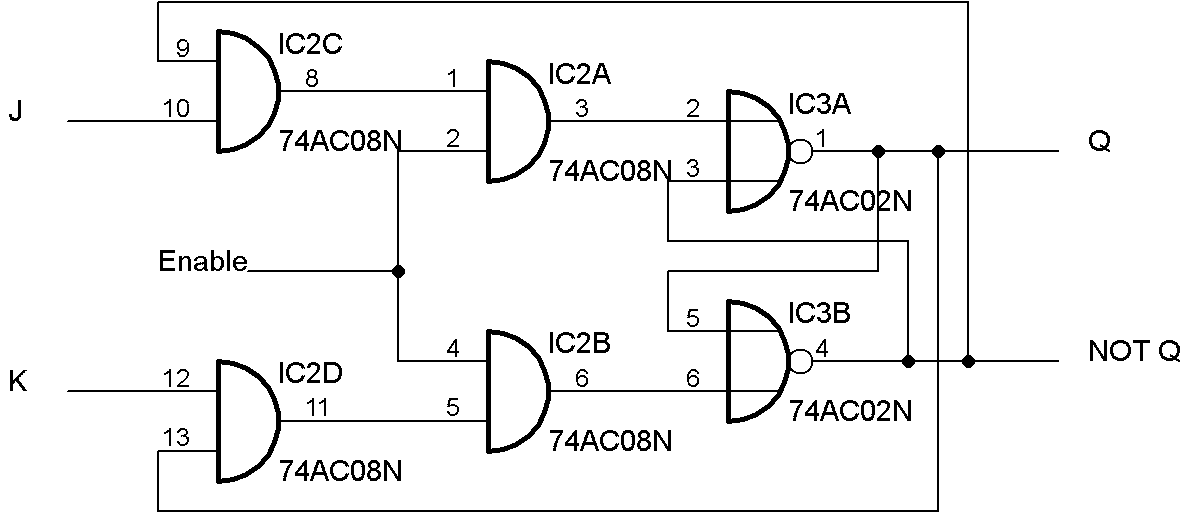 9
IC2C
8
J
10
74AC08N
1
IC2A
3
2
74AC08N
2
IC3A
1
Q
3
74AC02N
Enable
5
IC3B
4
NOT Q
4
IC2B
6
6
74AC02N
K
12
IC2D
11
5
74AC08N
13
74AC08N